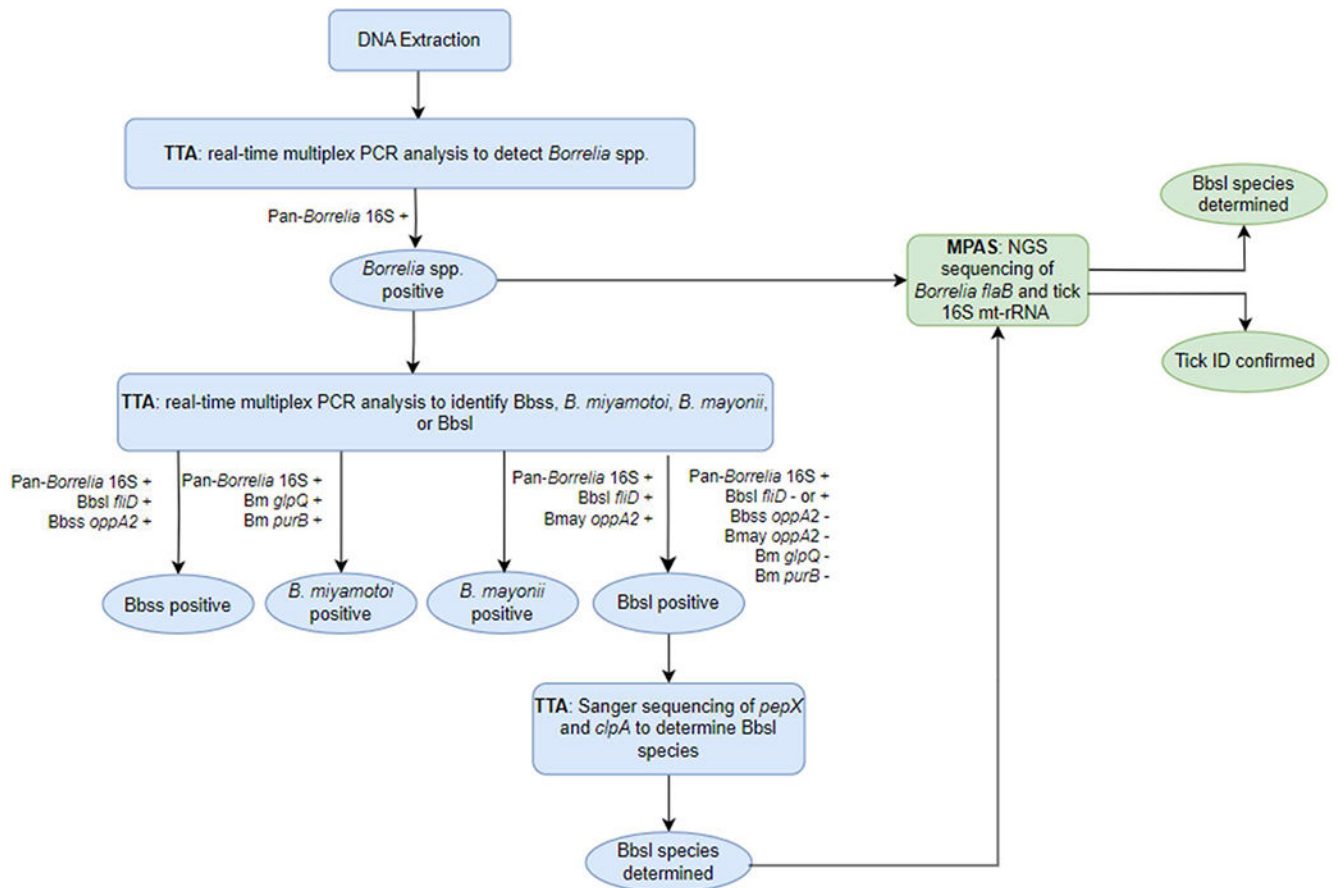 DNA Extraction
TTA: real-time multiplex PCR analysis to detect Borrelia spp.
Pan-Borrelia 16S +
Borrelia spp.
positive
MPAS: NGS
sequencing of
Borrelia flaB and tick
16S mt-rRNA
Bbsl species
determined
Tick ID confirmed
TTA: real-time multiplex PCR analysis to identify Bbss, B. miyamotoi, B. mayonii,
or Bbsl
Pan-Borrelia 16S +
Bbsl fliD +
Bbss oppA2 +
Pan-Borrelia 16S +
Bm glpQ +
Bm purB +
Pan-Borrelia 16S +
Bbsl fliD +
Bmay oppA2 +
Pan-Borrelia 16S +
Bbsl fliD - or +
Bbss oppA2 -
Bmay oppA2 -
Bm glpQ -
Bm purB -
Bbss positive
B. miyamotoi
positive
B. mayonii
positive
Bbsl positive
TTA: Sanger sequencing of pepX
and clpA to determine Bbsl
species
Bbsl species
determined